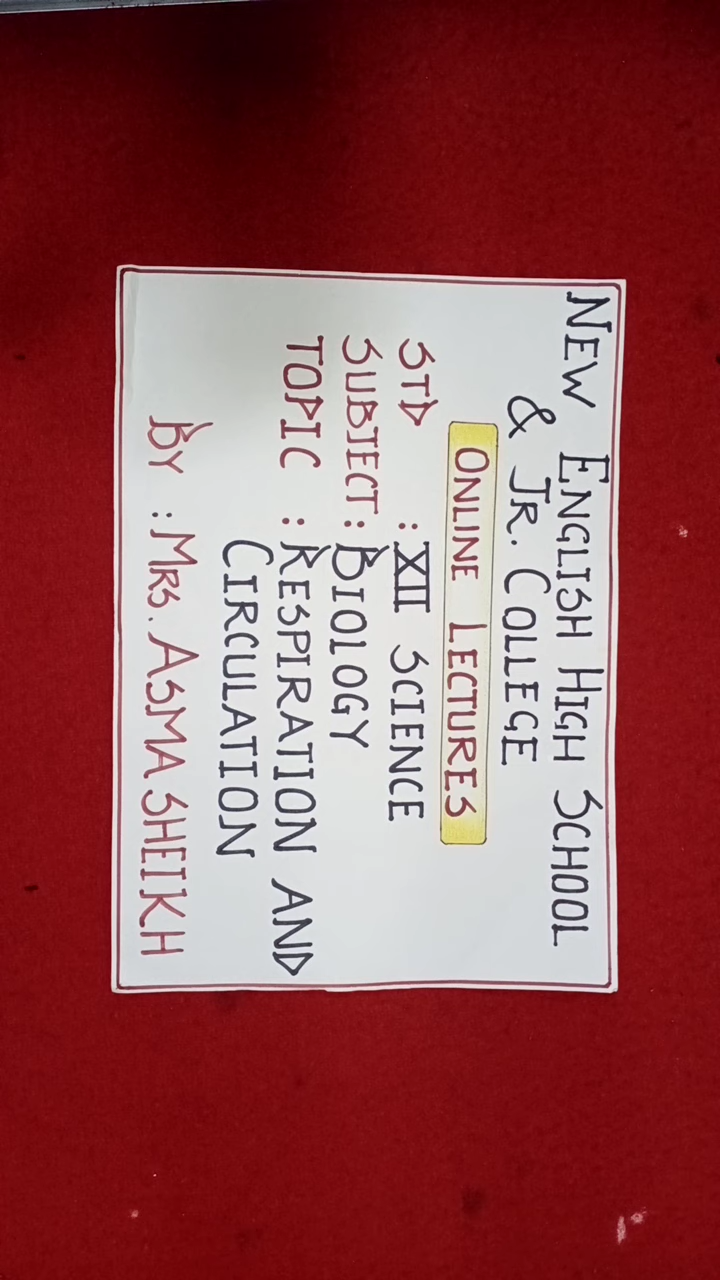 NEW ENGLISH HIGH SCHOOL
& JR. COLLEGE
ONLINE LECTURES
STD : XII SCIENCE
SUBJECT : BIOLOGY
TOPIC : RESPIRATION AND
CIRCULATION
BY : MRS. ASMA SHEIKH